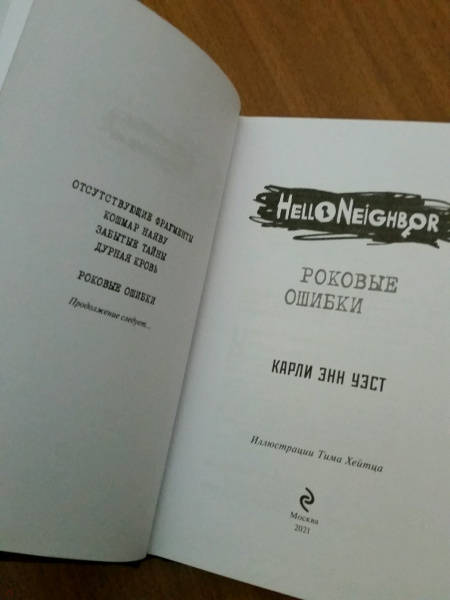 ОТСУТСТВУЮЩИЕ ФРАГМЕНТЫ
КОШМАР НАЯВУ
ЗАБЫТЫЕ ТАЙНЫ
ДУРНАЯ КРОВЬ
РОКОВЫЕ ОШИБКИ
Продолжение следует...
HELLO NEIGHBOR
РОКОВЫЕ
ОШИБКИ
КАРЛИ ЭНН УЭСТ
Иллюстрации Тима Хейтца
Москва
2021